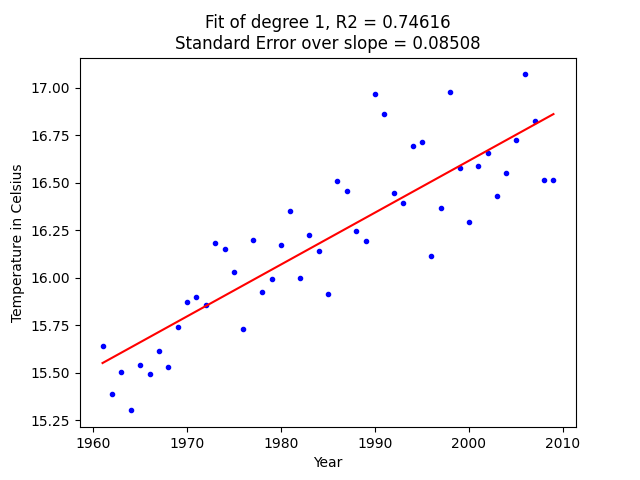 Fit of degree 1, R2 = 0.74616
Standard Error over slope = 0.08508
17.00
16.75
16.50
16.25
16.00
15.75
15.50
15.25
Temperature in Celsius
1960 1970 1980 1990 2000 2010
Year